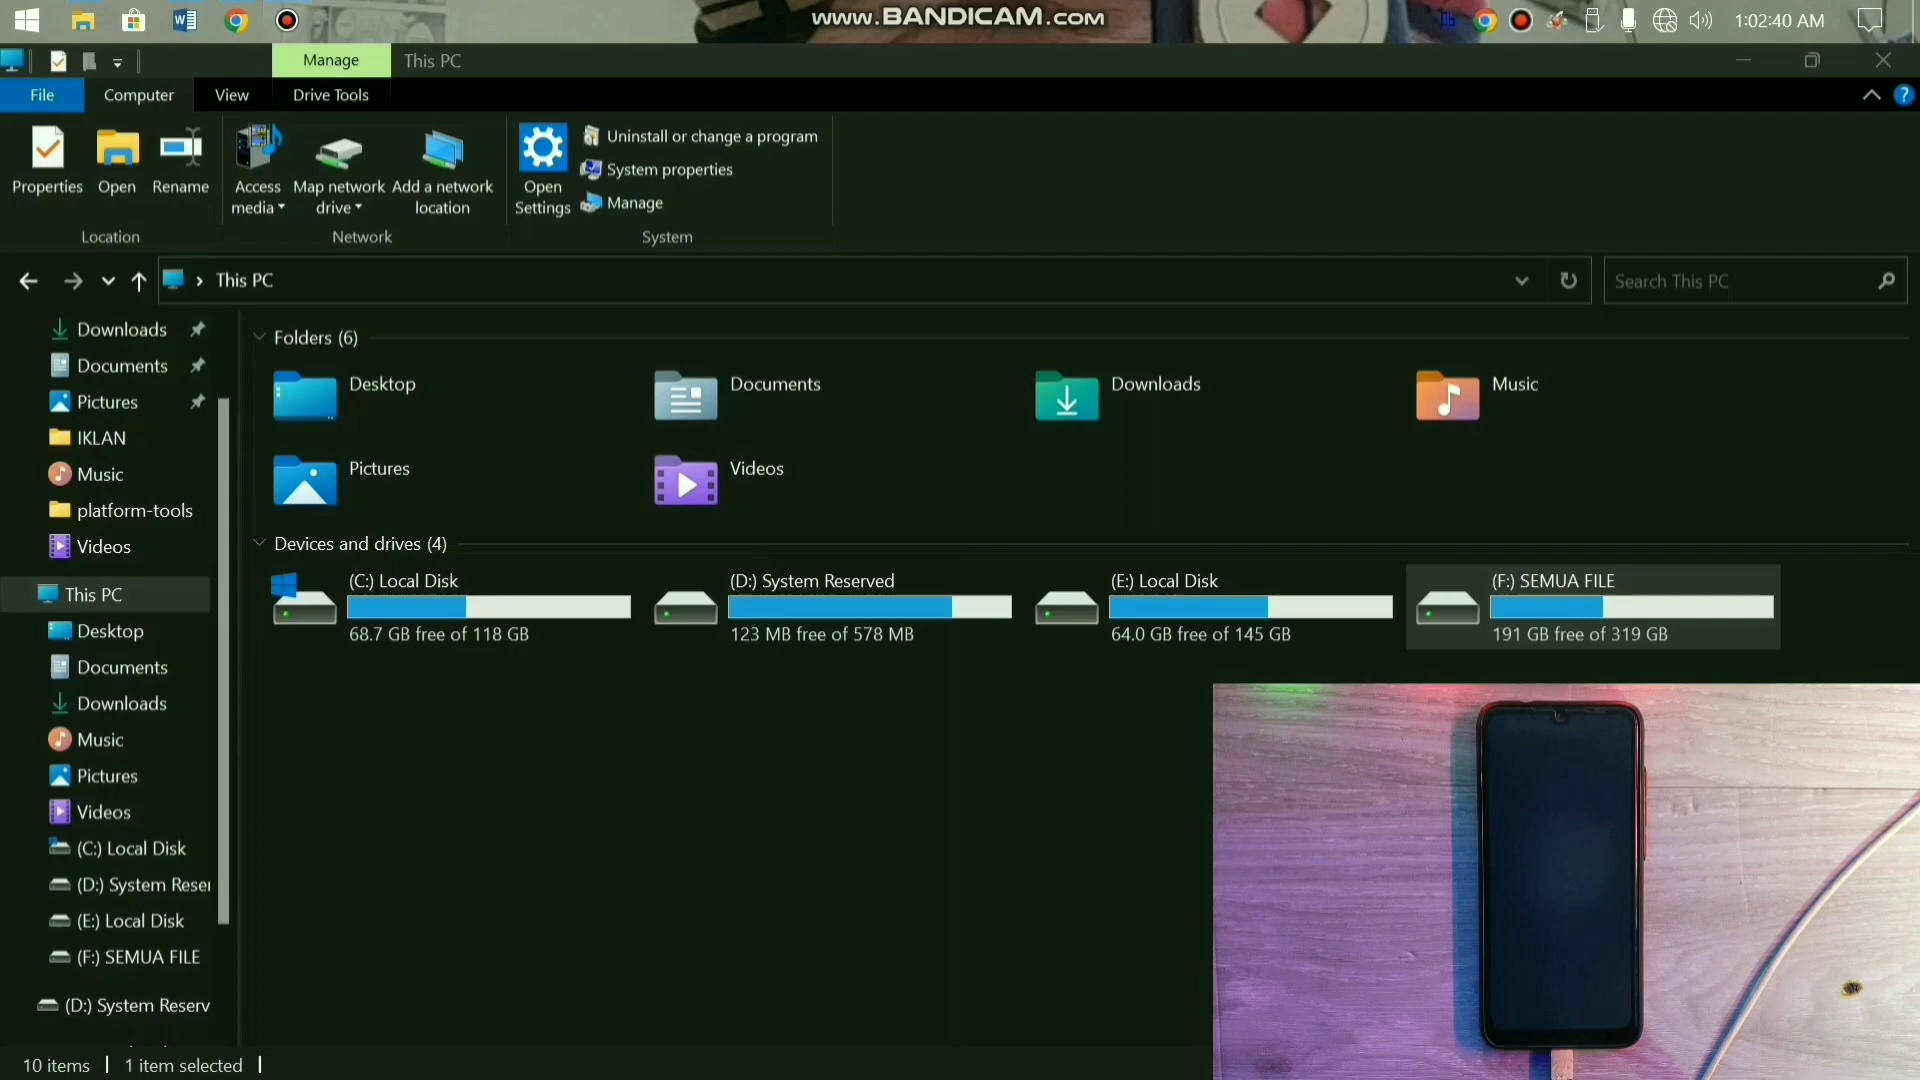 www.BANDICAM.com
1:02:40 AM
Manage
This PC
File
Computer
View
Drive Tools
Properties
Open
Rename
Access media
Map network drive
Add a network location
Open Settings
Uninstall or change a program
System properties
Manage
Location
Network
System
This PC
Search This PC
Downloads
Documents
Pictures
IKLAN
Music
platform-tools
Videos
This PC
Desktop
Documents
Downloads
Music
Pictures
Videos
(C:) Local Disk
(D:) System Reser
(E:) Local Disk
(F:) SEMUA FILE
(D:) System Reserv
Folders (6)
Desktop
Documents
Downloads
Music
Pictures
Videos
Devices and drives (4)
(C:) Local Disk
68.7 GB free of 118 GB
(D:) System Reserved
123 MB free of 578 MB
(E:) Local Disk
64.0 GB free of 145 GB
(F:) SEMUA FILE
191 GB free of 319 GB
10 items
1 item selected